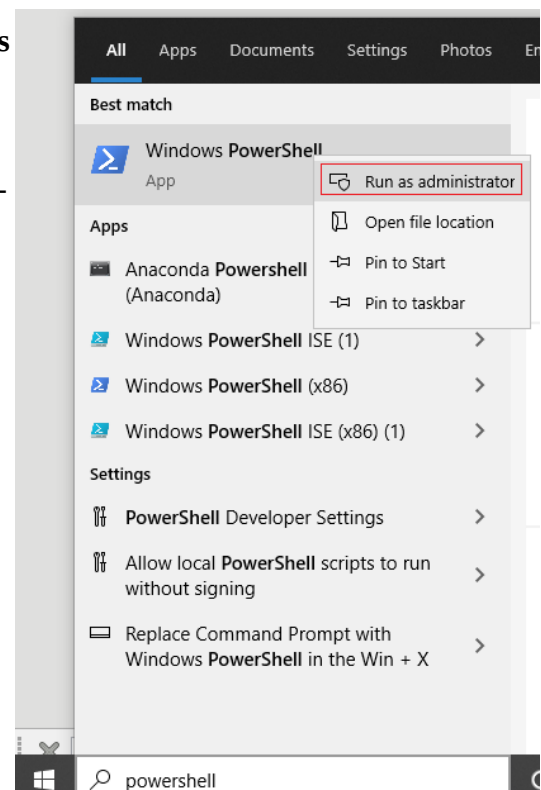 s
-
All Apps Documents Settings Photos
Best match
Windows PowerShell
App
Run as administrator
Open file location
Pin to Start
Pin to taskbar
Apps
Anaconda Powershell
(Anaconda)
Windows PowerShell ISE (1)
Windows PowerShell (x86)
Windows PowerShell ISE (x86) (1)
Settings
PowerShell Developer Settings
Allow local PowerShell scripts to run
without signing
Replace Command Prompt with
Windows PowerShell in the Win + X
powershell